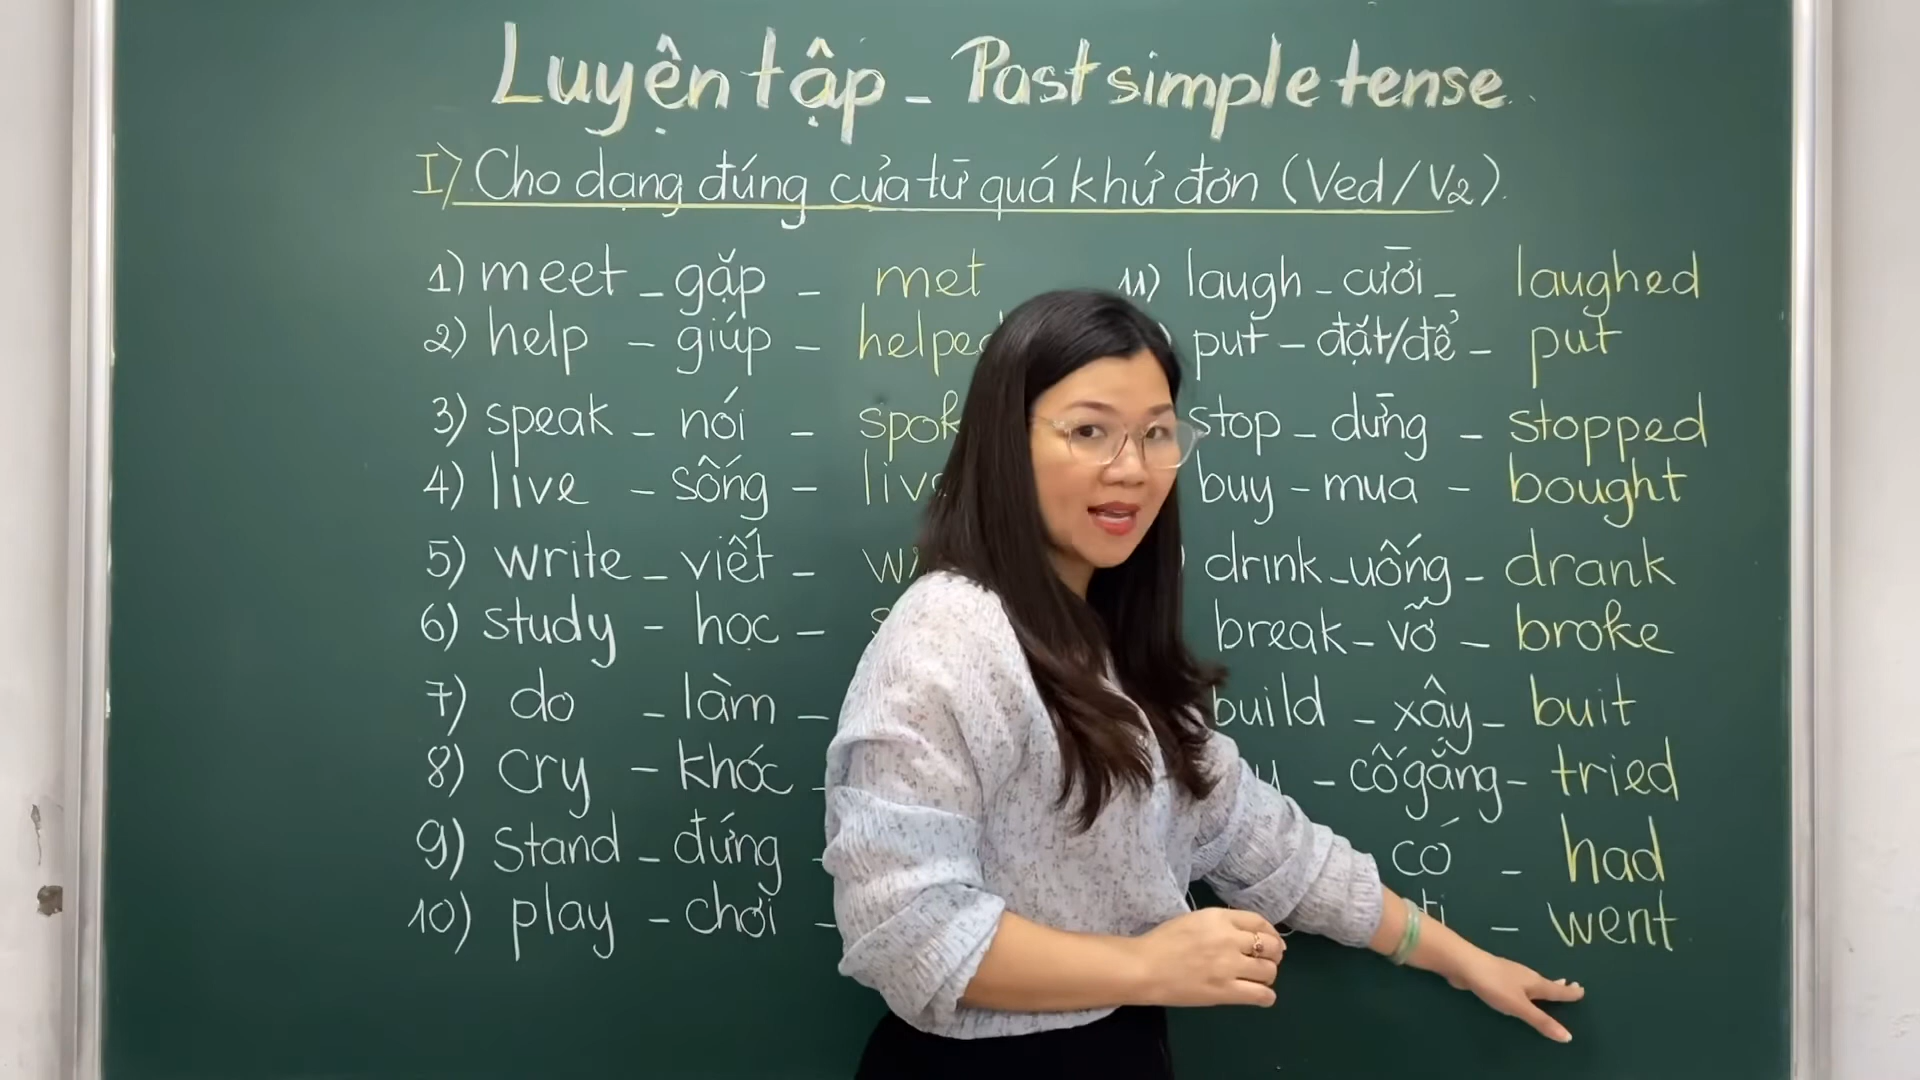 Luyện tập - Past simple tense
I) Cho dạng đúng của từ quá khứ đơn (Ved/V2).
1) meet - gặp - met
2) help - giúp - helped
3) speak - nói -
4) live - sống -
5) write - viết -
6) study - học -
7) do - làm -
8) cry - khóc -
9) stand - đứng -
10) play - chơi -
11) laugh - cười - laughed
) put - đặt/để - put
stop - dừng - stopped
buy - mua - bought
) drink - uống - drank
break - vỡ - broke
build - xây - buit
- cố gắng - tried
có - had
đi - went